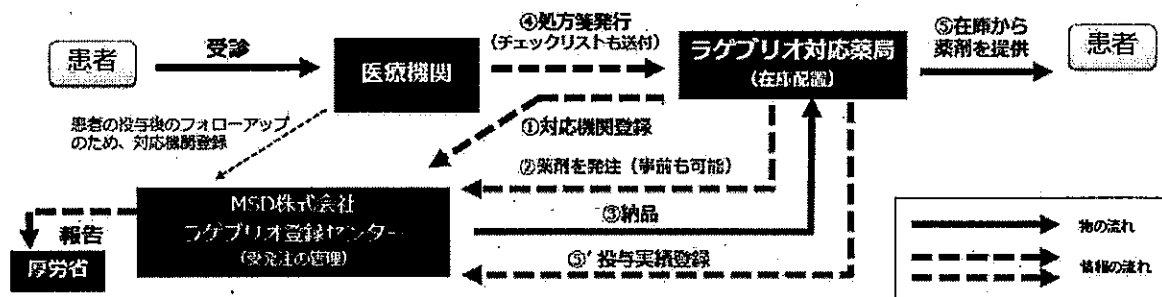 患者
受診
医療機関
④処方箋発行
(チェックリストも送付)
ラゲブリオ対応薬局
(在庫配置)
⑤在庫から
薬剤を提供
患者
患者の投与後のフォローアップ
のため、対応機関登録
①対応機関登録
②薬剤を発注(事前も可能)
MSD株式会社
ラゲブリオ登録センター
(受発注の管理)
③納品
⑤’投与実績登録
報告
厚労省
物の流れ
情報の流れ